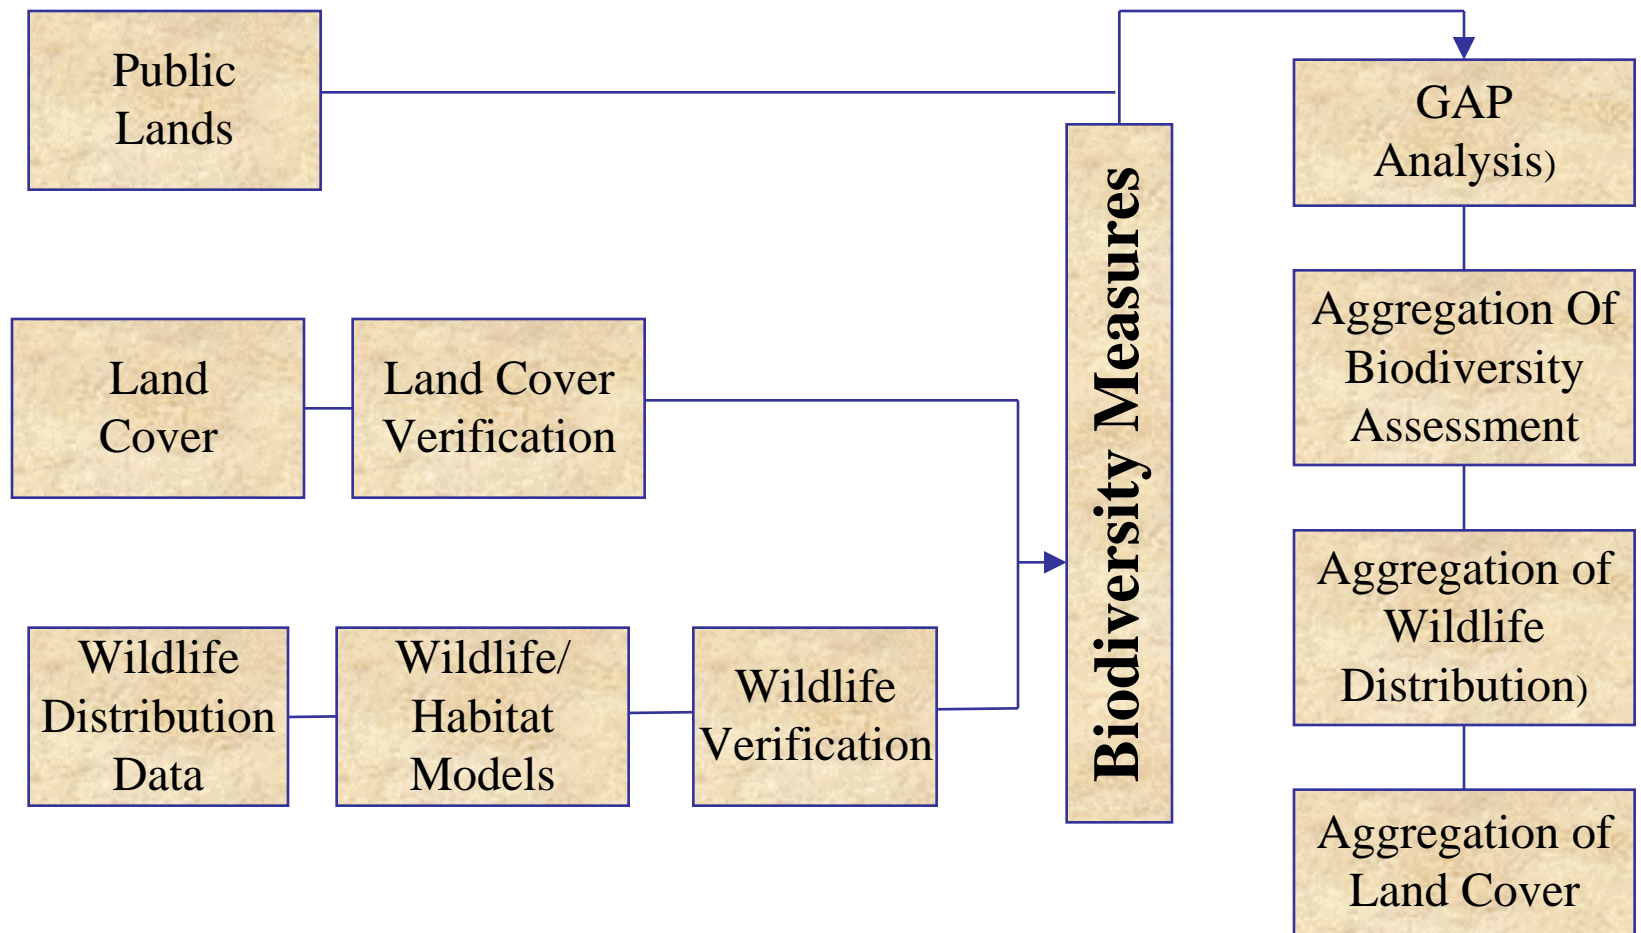 Public
Lands
Land
Cover
Land Cover
Verification
Wildlife
Distribution
Data
Wildlife/
Habitat
Models
Wildlife
Verification
Biodiversity Measures
GAP
Analysis)
Aggregation Of
Biodiversity
Assessment
Aggregation of
Wildlife
Distribution)
Aggregation of
Land Cover